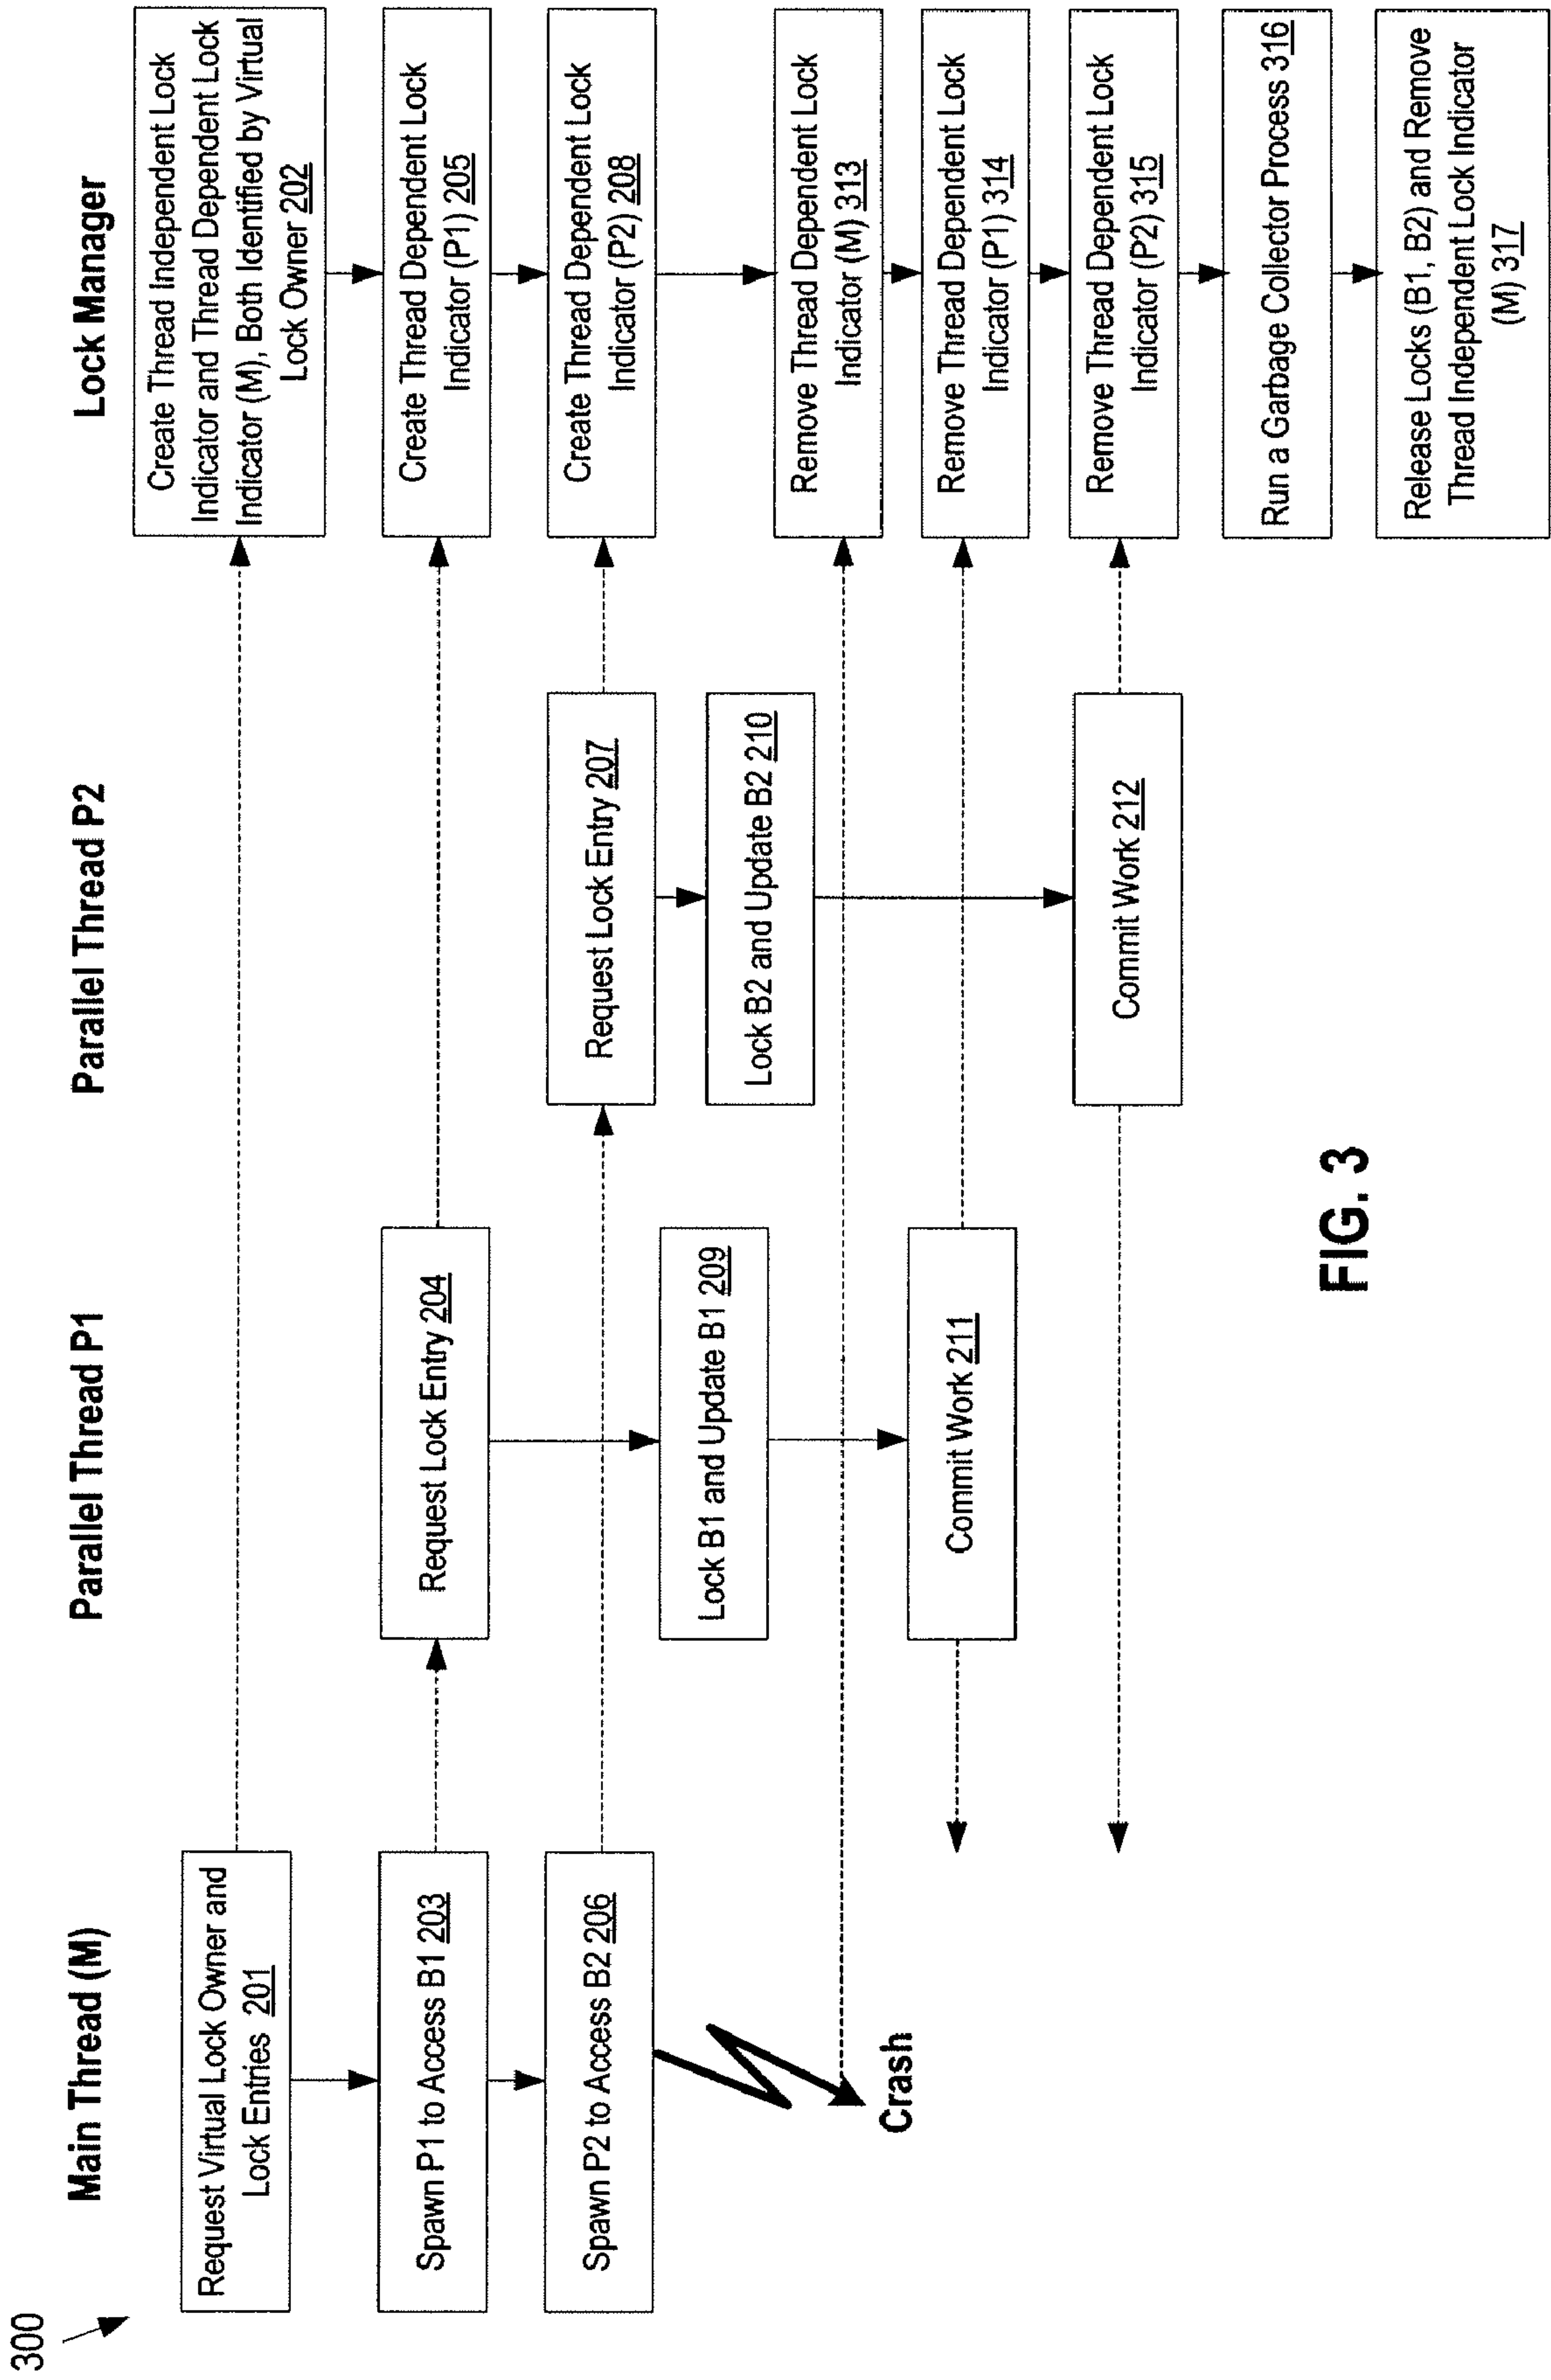 300
Main Thread (M)
Parallel Thread P1
Parallel Thread P2
Lock Manager
Request Virtual Lock Owner and
Lock Entries 201
Create Thread Independent Lock
Indicator and Thread Dependent Lock
Indicator (M), Both Identified by Virtual
Lock Owner 202
Spawn P1 to Access B1 203
Request Lock Entry 204
Create Thread Dependent Lock
Indicator (P1) 205
Spawn P2 to Access B2 206
Request Lock Entry 207
Create Thread Dependent Lock
Indicator (P2) 208
Lock B1 and Update B1 209
Lock B2 and Update B2 210
Crash
Remove Thread Dependent Lock
Indicator (M) 313
Commit Work 211
Remove Thread Dependent Lock
Indicator (P1) 314
Commit Work 212
Remove Thread Dependent Lock
Indicator (P2) 315
Run a Garbage Collector Process 316
Release Locks (B1, B2) and Remove
Thread Independent Lock Indicator
(M) 317
FIG. 3